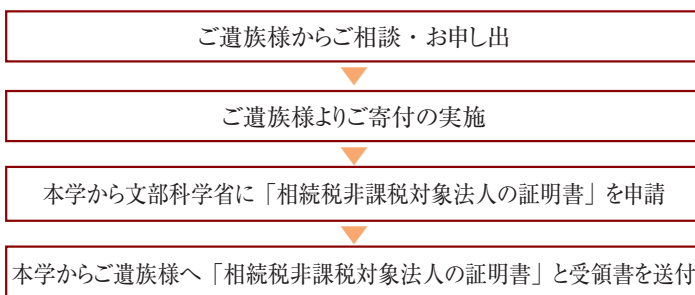 ご遺族様からご相談・お申し出
ご遺族様よりご寄付の実施
本学から文部科学省に「相続税非課税対象法人の証明書」を申請
本学からご遺族様へ「相続税非課税対象法人の証明書」と受領書を送付